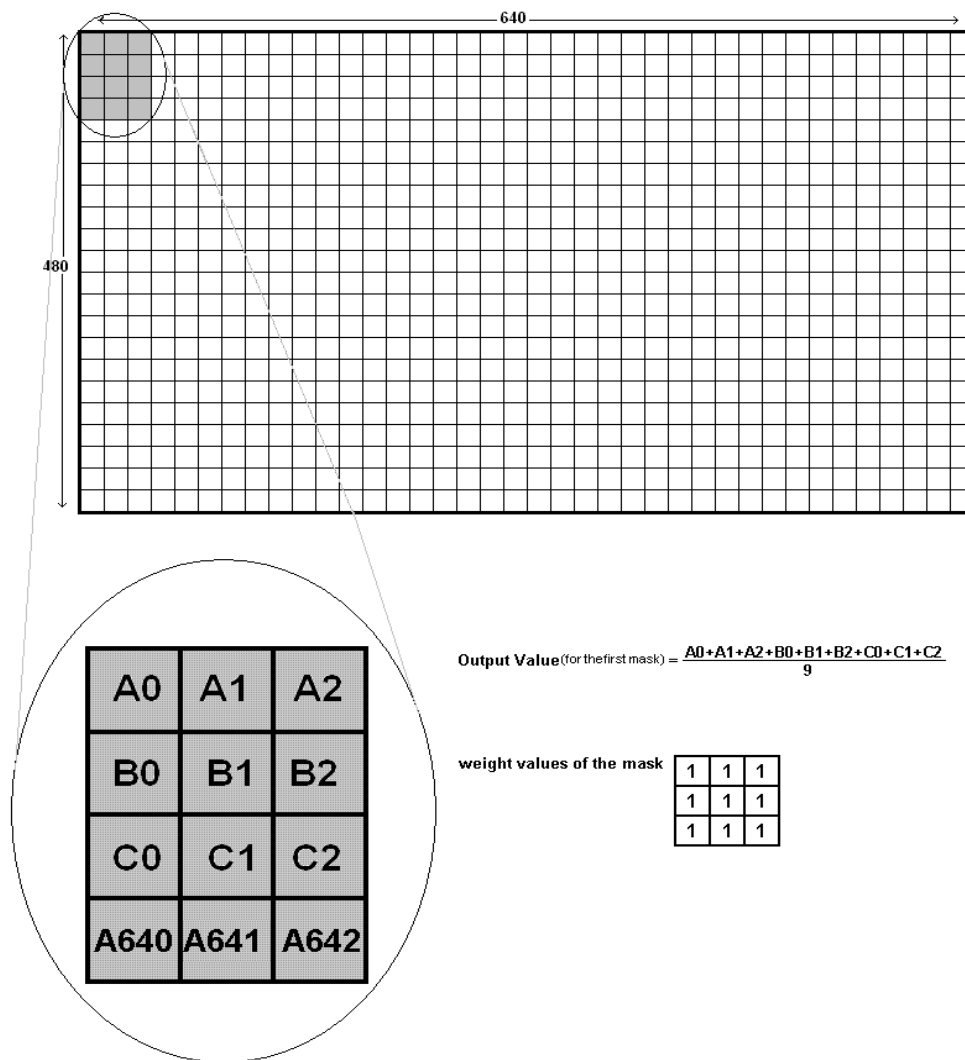 640
480
A0 A1 A2
B0 B1 B2
C0 C1 C2
A640 A641 A642
Output Value (for thefirst mask) = A0+A1+A2+B0+B1+B2+C0+C1+C2
9
weight values of the mask
1 1 1
1 1 1
1 1 1